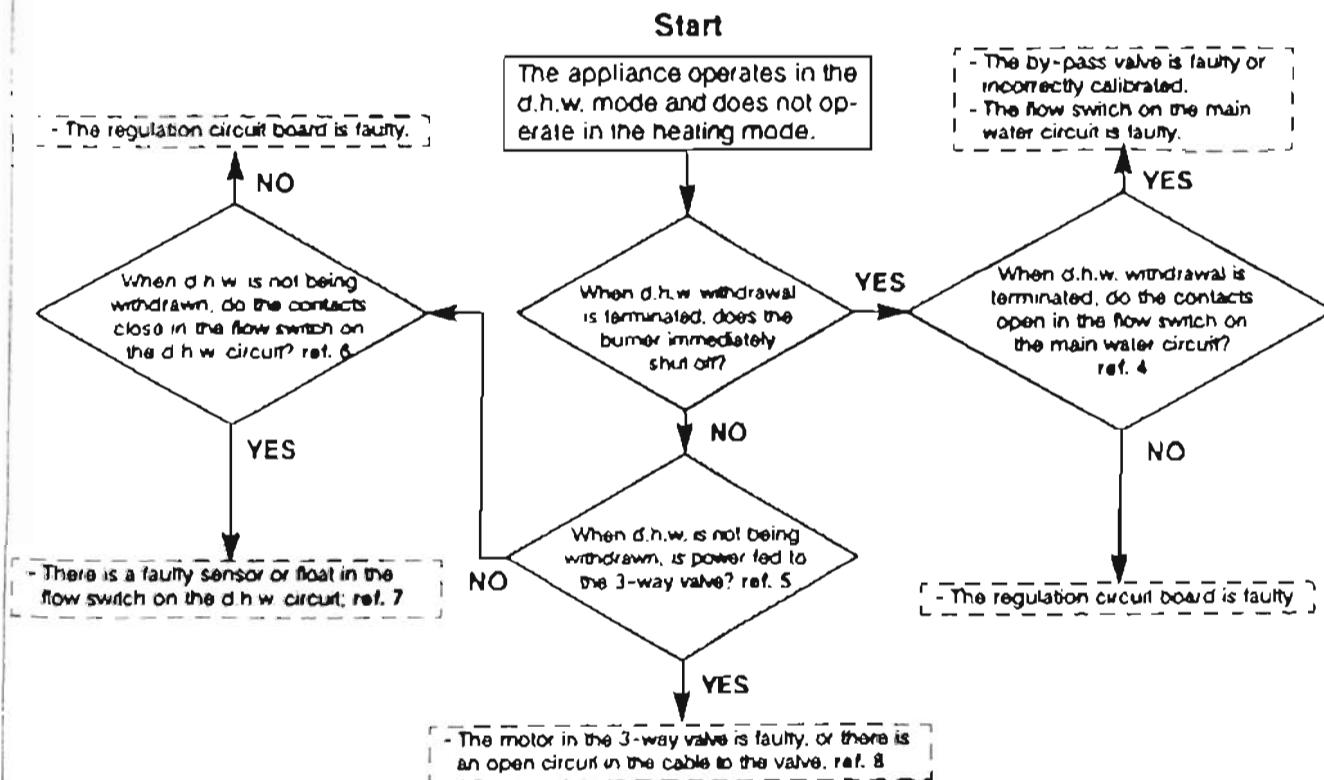 Start
The appliance operates in the
d.h.w. mode and does not op-
erate in the heating mode.
- The by-pass valve is faulty or
incorrectly calibrated.
- The flow switch on the main
water circuit is faulty.
- The regulation circuit board is faulty.
NO
YES
When d h w is not being
withdrawn, do the contacts
close in the flow switch on
the d h w circuit? ref. 6
When d.h.w withdrawal
is terminated, does the
burner immediately
shut off?
YES
When d.h.w. withdrawal is
terminated, do the contacts
open in the flow switch on
the main water circuit?
ref. 4
YES
NO
NO
When d.h.w. is not being
withdrawn, is power fed to
the 3-way valve? ref. 5
NO
- There is a faulty sensor or float in the
flow switch on the d h w circuit; ref. 7
- The regulation circuit board is faulty
YES
- The motor in the 3-way valve is faulty, or there is
an open circuit in the cable to the valve. ref. 8